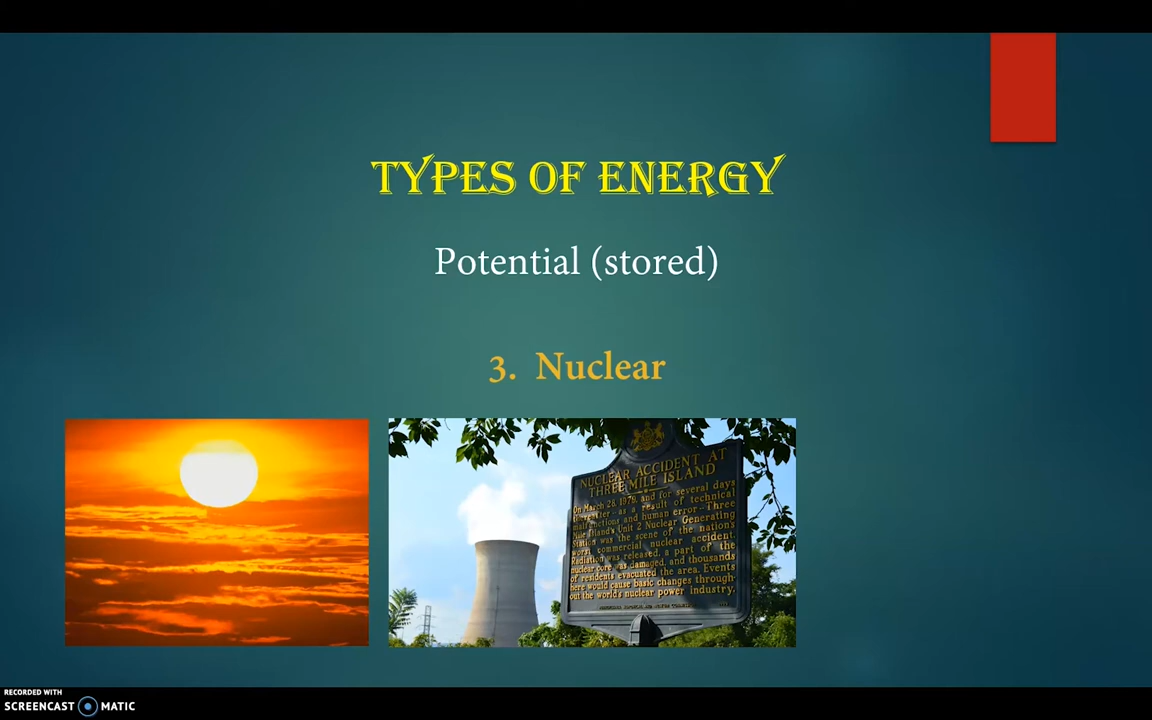 TYPES OF ENERGY
Potential (stored)
3. Nuclear
NUCLEAR ACCIDENT AT
THREE MILE ISLAND
On March 28, 1979, and for several days
thereafter—as a result of technical
malfunctions and human error—Three
Mile Island's Unit 2 Nuclear Generating
Station was the scene of the nation's
worst commercial nuclear accident.
Radiation was released, a part of the
nuclear core was damaged, and thousands
of residents evacuated the area. Events
here would cause basic changes through-
out the world's nuclear power industry.
RECORDED WITH
SCREENCAST MATIC